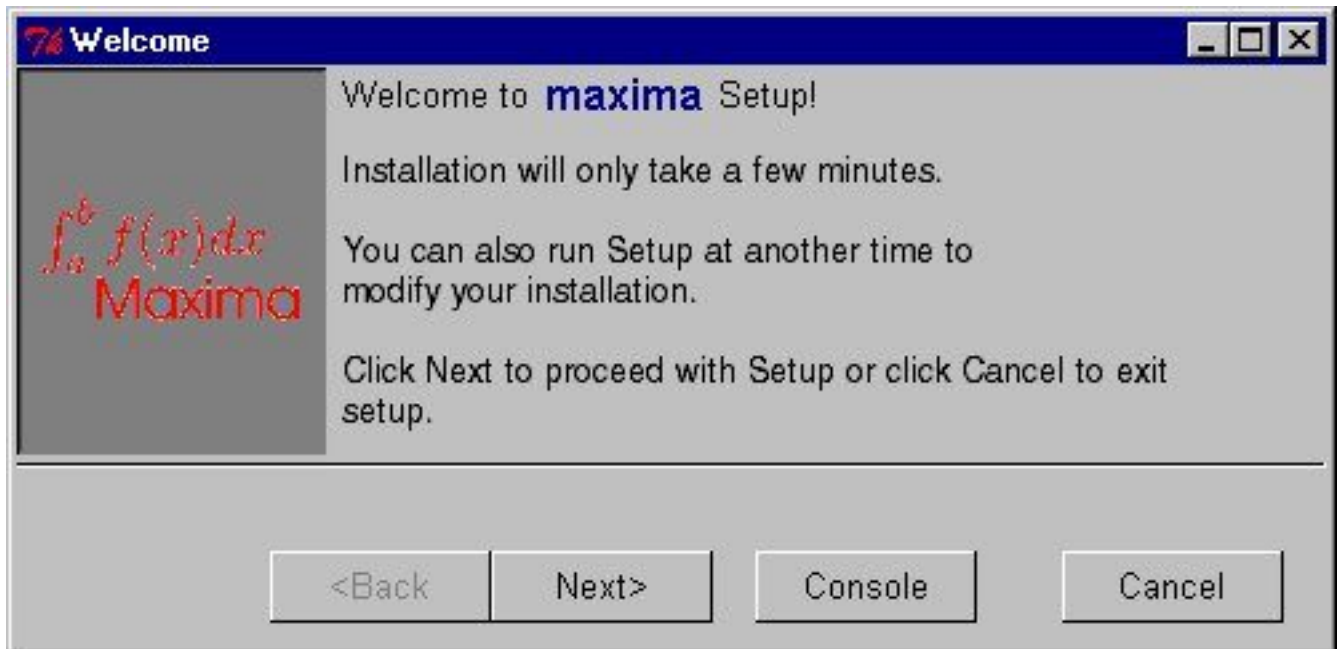 7k Welcome
Welcome to maxima Setup!
Installation will only take a few minutes.
You can also run Setup at another time to
modify your installation.
∫ₐᵇ f(x)dx
Maxima
Click Next to proceed with Setup or click Cancel to exit
setup.
<Back Next> Console Cancel